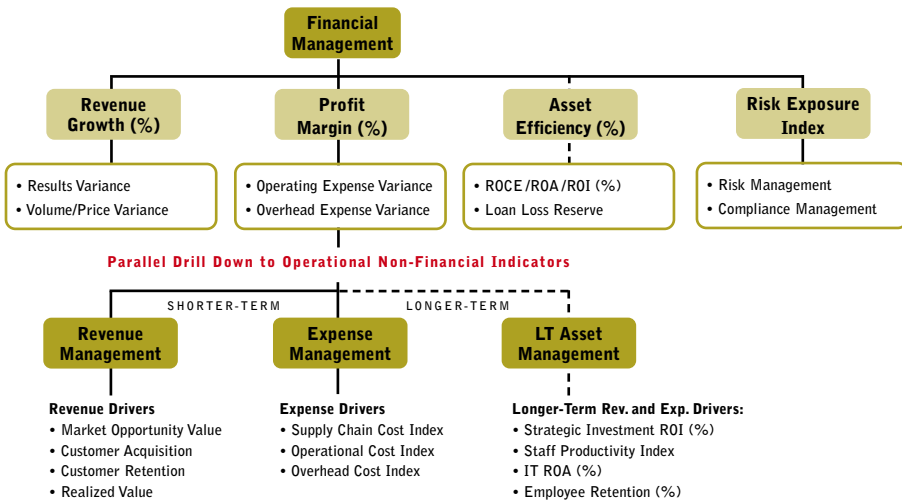 Financial
Management
Revenue
Growth (%)
Profit
Margin (%)
Asset
Efficiency (%)
Risk Exposure
Index
• Results Variance
• Volume/Price Variance
• Operating Expense Variance
• Overhead Expense Variance
• ROCE/ROA/ROI (%)
• Loan Loss Reserve
• Risk Management
• Compliance Management
Parallel Drill Down to Operational Non-Financial Indicators
SHORTER-TERM
LONGER-TERM
Revenue
Management
Expense
Management
LT Asset
Management
Revenue Drivers
• Market Opportunity Value
• Customer Acquisition
• Customer Retention
• Realized Value
Expense Drivers
• Supply Chain Cost Index
• Operational Cost Index
• Overhead Cost Index
Longer-Term Rev. and Exp. Drivers:
• Strategic Investment ROI (%)
• Staff Productivity Index
• IT ROA (%)
• Employee Retention (%)